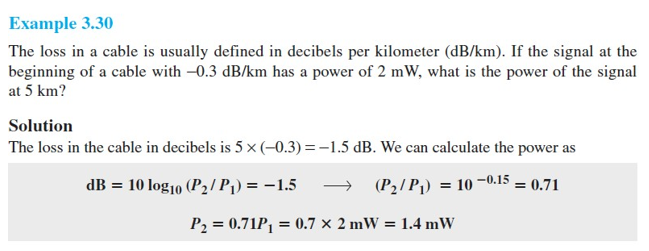 Example 3.30
The loss in a cable is usually defined in decibels per kilometer (dB/km). If the signal at the
beginning of a cable with –0.3 dB/km has a power of 2 mW, what is the power of the signal
at 5 km?
Solution
The loss in the cable in decibels is 5 × (–0.3) = –1.5 dB. We can calculate the power as
dB = 10 log₁₀ (P₂ / P₁) = –1.5 ⟶ (P₂ / P₁) = 10⁻⁰·¹⁵ = 0.71
P₂ = 0.71P₁ = 0.7 × 2 mW = 1.4 mW